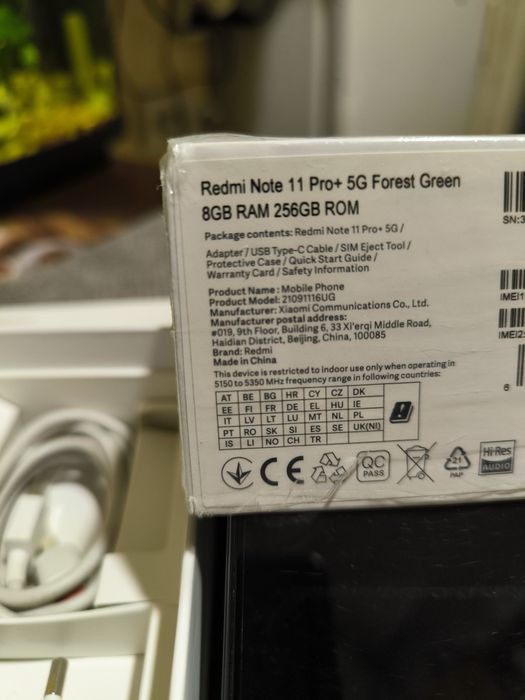 Redmi Note 11 Pro+ 5G Forest Green
8GB RAM 256GB ROM
Package contents: Redmi Note 11 Pro+ 5G /
Adapter / USB Type-C Cable / SIM Eject Tool /
Protective Case / Quick Start Guide /
Warranty Card / Safety Information
Product Name: Mobile Phone
Product Model: 21091116UG
Manufacturer: Xiaomi Communications Co., Ltd.
Manufacturer postal address:
#019, 9th Floor, Building 6, 33 Xi'erqi Middle Road,
Haidian District, Beijing, China, 100085
Brand: Redmi
Made in China
This device is restricted to indoor use only when operating in
5150 to 5350 MHz frequency range in following countries:
AT BE BG HR CY CZ DK
EE FI FR DE EL HU IE
IT LV LT LU MT NL PL
PT RO SK SI ES SE UK(NI)
IS LI NO CH TR
CE
QC
PASS
21
PAP
Hi-Res
AUDIO
SN:3
IMEI1
IMEI2:
6